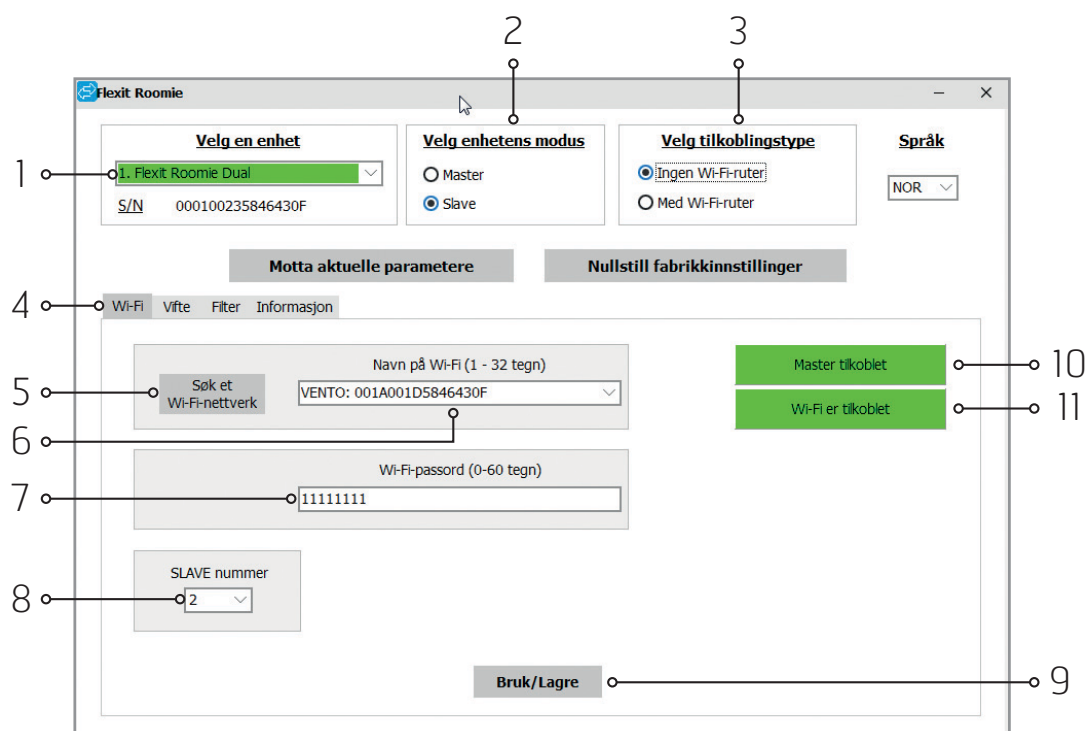 2
3
Flexit Roomie
Velg en enhet
Velg enhetens modus
Velg tilkoblingstype
Språk
1
1. Flexit Roomie Dual
Master
Ingen Wi-Fi-ruter
NOR
S/N 000100235846430F
Slave
Med Wi-Fi-ruter
Motta aktuelle parametere
Nullstill fabrikkinnstillinger
4
Wi-Fi Vifte Filter Informasjon
Navn på Wi-Fi (1 - 32 tegn)
Master tilkoblet
10
5
Søk et
Wi-Fi-nettverk
VENTO: 001A001D5846430F
Wi-Fi er tilkoblet
11
6
Wi-Fi-passord (0-60 tegn)
7
11111111
SLAVE nummer
8
2
Bruk/Lagre
9